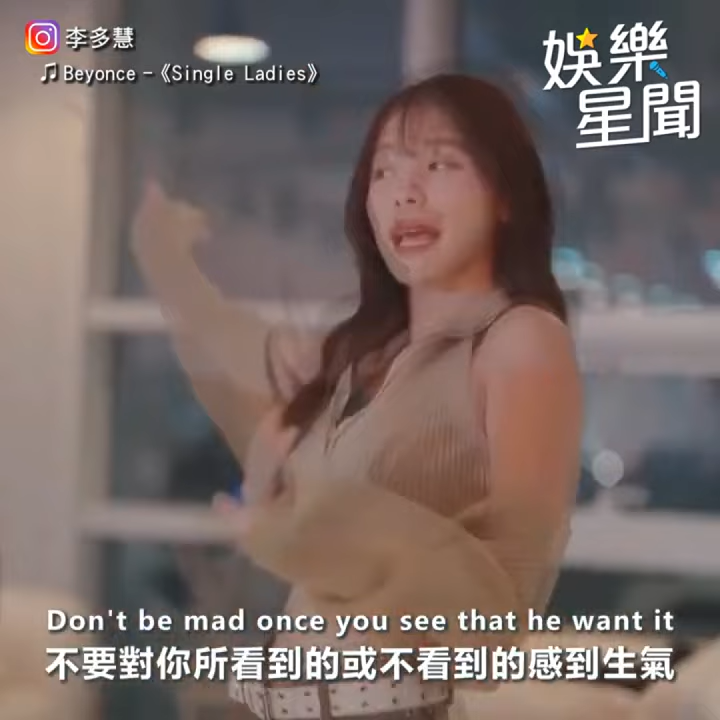 李多慧
♫ Beyonce -《Single Ladies》
娛樂
星聞
Don't be mad once you see that he want it
不要對你所看到的或不看到的感到生氣